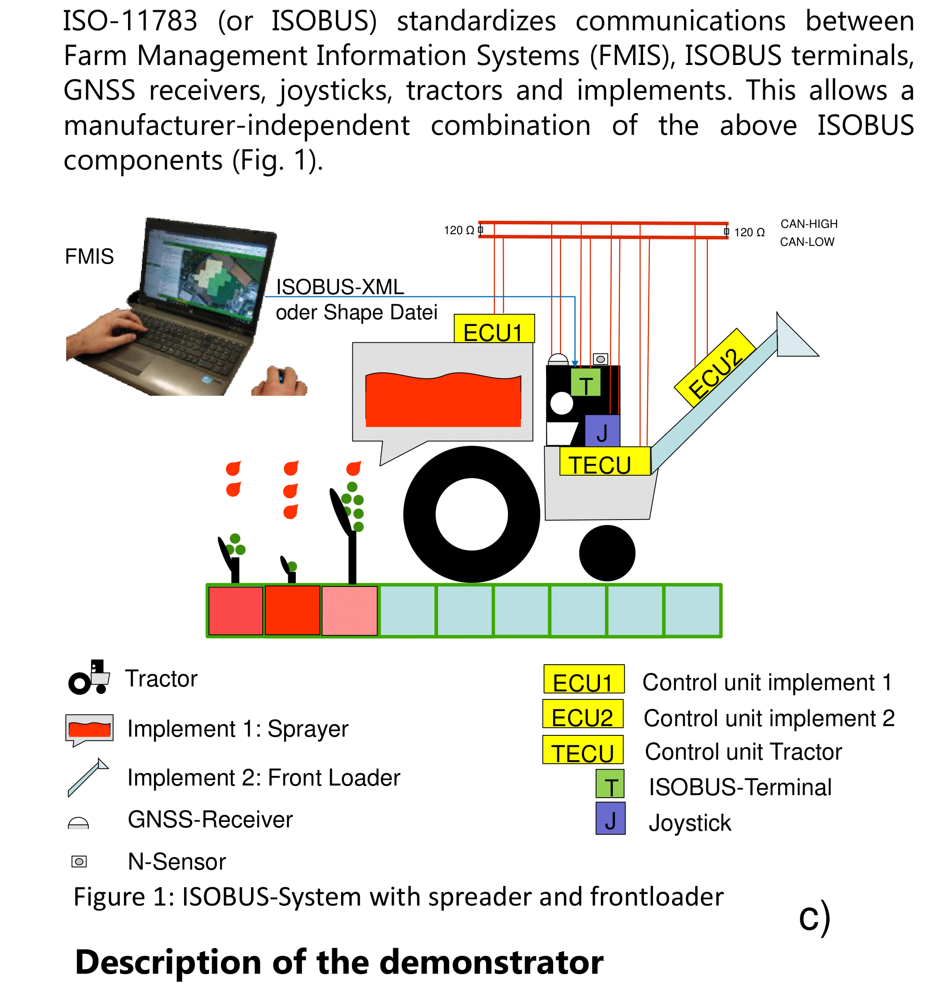 ISO-11783 (or ISOBUS) standardizes communications between
Farm Management Information Systems (FMIS), ISOBUS terminals,
GNSS receivers, joysticks, tractors and implements. This allows a
manufacturer-independent combination of the above ISOBUS
components (Fig. 1).
120 Ω
120 Ω
CAN-HIGH
CAN-LOW
FMIS
ISOBUS-XML
oder Shape Datei
ECU1
ECU2
T
J
TECU
Tractor
Implement 1: Sprayer
Implement 2: Front Loader
GNSS-Receiver
N-Sensor
ECU1 Control unit implement 1
ECU2 Control unit implement 2
TECU Control unit Tractor
T ISOBUS-Terminal
J Joystick
Figure 1: ISOBUS-System with spreader and frontloader
c)
Description of the demonstrator